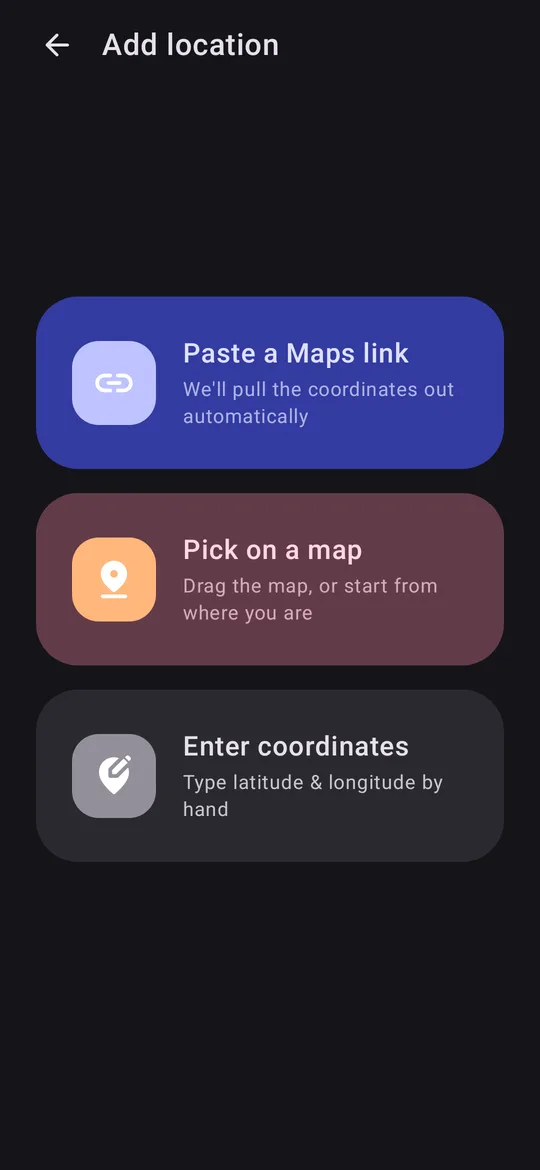 Add location
Paste a Maps link
We'll pull the coordinates out
automatically
Pick on a map
Drag the map, or start from
where you are
Enter coordinates
Type latitude & longitude by
hand